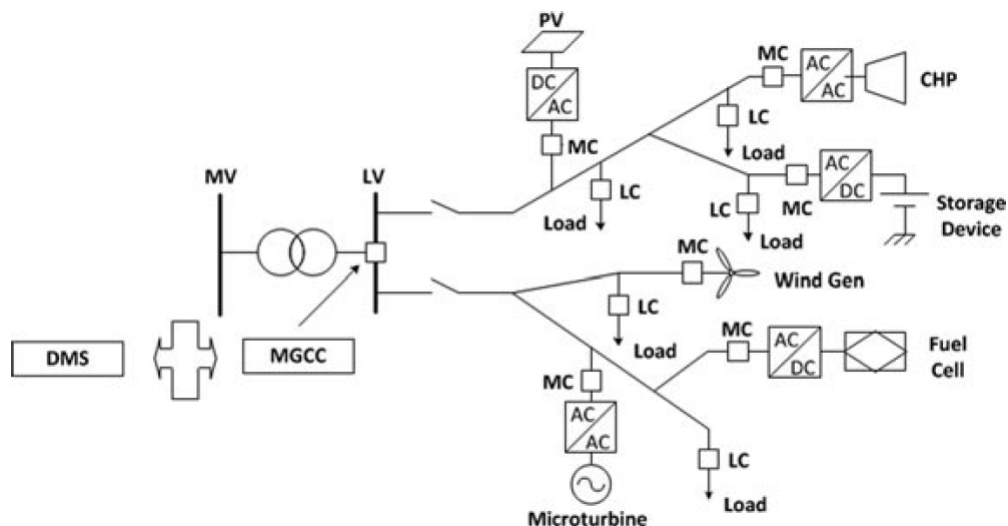 PV
DC
AC
MC
MC
AC
AC
CHP
LC
Load
LC
Load
MC
AC
DC
Storage
Device
LC
Load
MV
LV
MC
Wind Gen
LC
Load
DMS
MGCC
MC
AC
DC
Fuel
Cell
MC
AC
AC
Microturbine
LC
Load